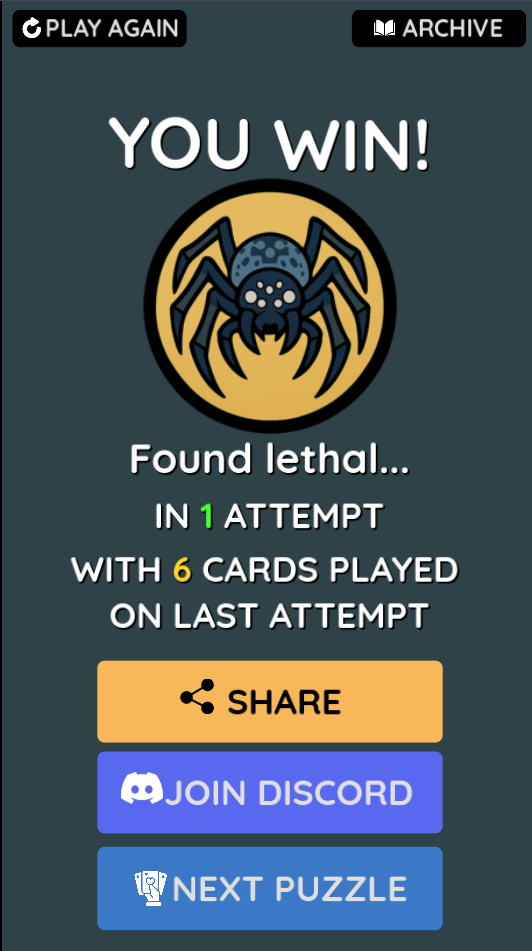 PLAY AGAIN
ARCHIVE
YOU WIN!
Found lethal...
IN 1 ATTEMPT
WITH 6 CARDS PLAYED
ON LAST ATTEMPT
SHARE
JOIN DISCORD
NEXT PUZZLE